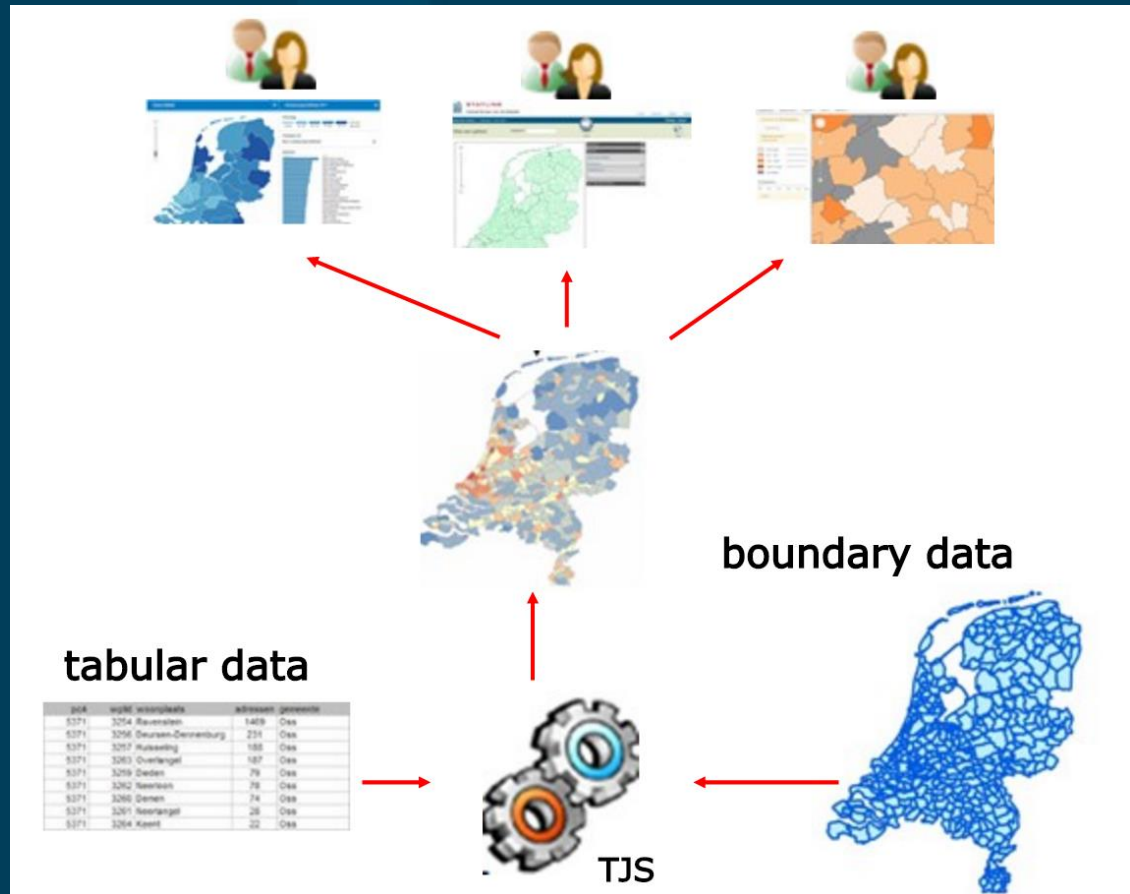 STATLINE
boundary data
tabular data
pc4 wplid woonplaats adressen gemeente
5371 3254 Ravenstein 1469 Oss
5371 3256 Deursen-Dennenburg 231 Oss
5371 3257 Huisseling 188 Oss
5371 3263 Overlangel 187 Oss
5371 3259 Dieden 79 Oss
5371 3262 Neerloon 78 Oss
5371 3260 Demen 74 Oss
5371 3261 Neerlangel 28 Oss
5371 3264 Keent 22 Oss
TJS